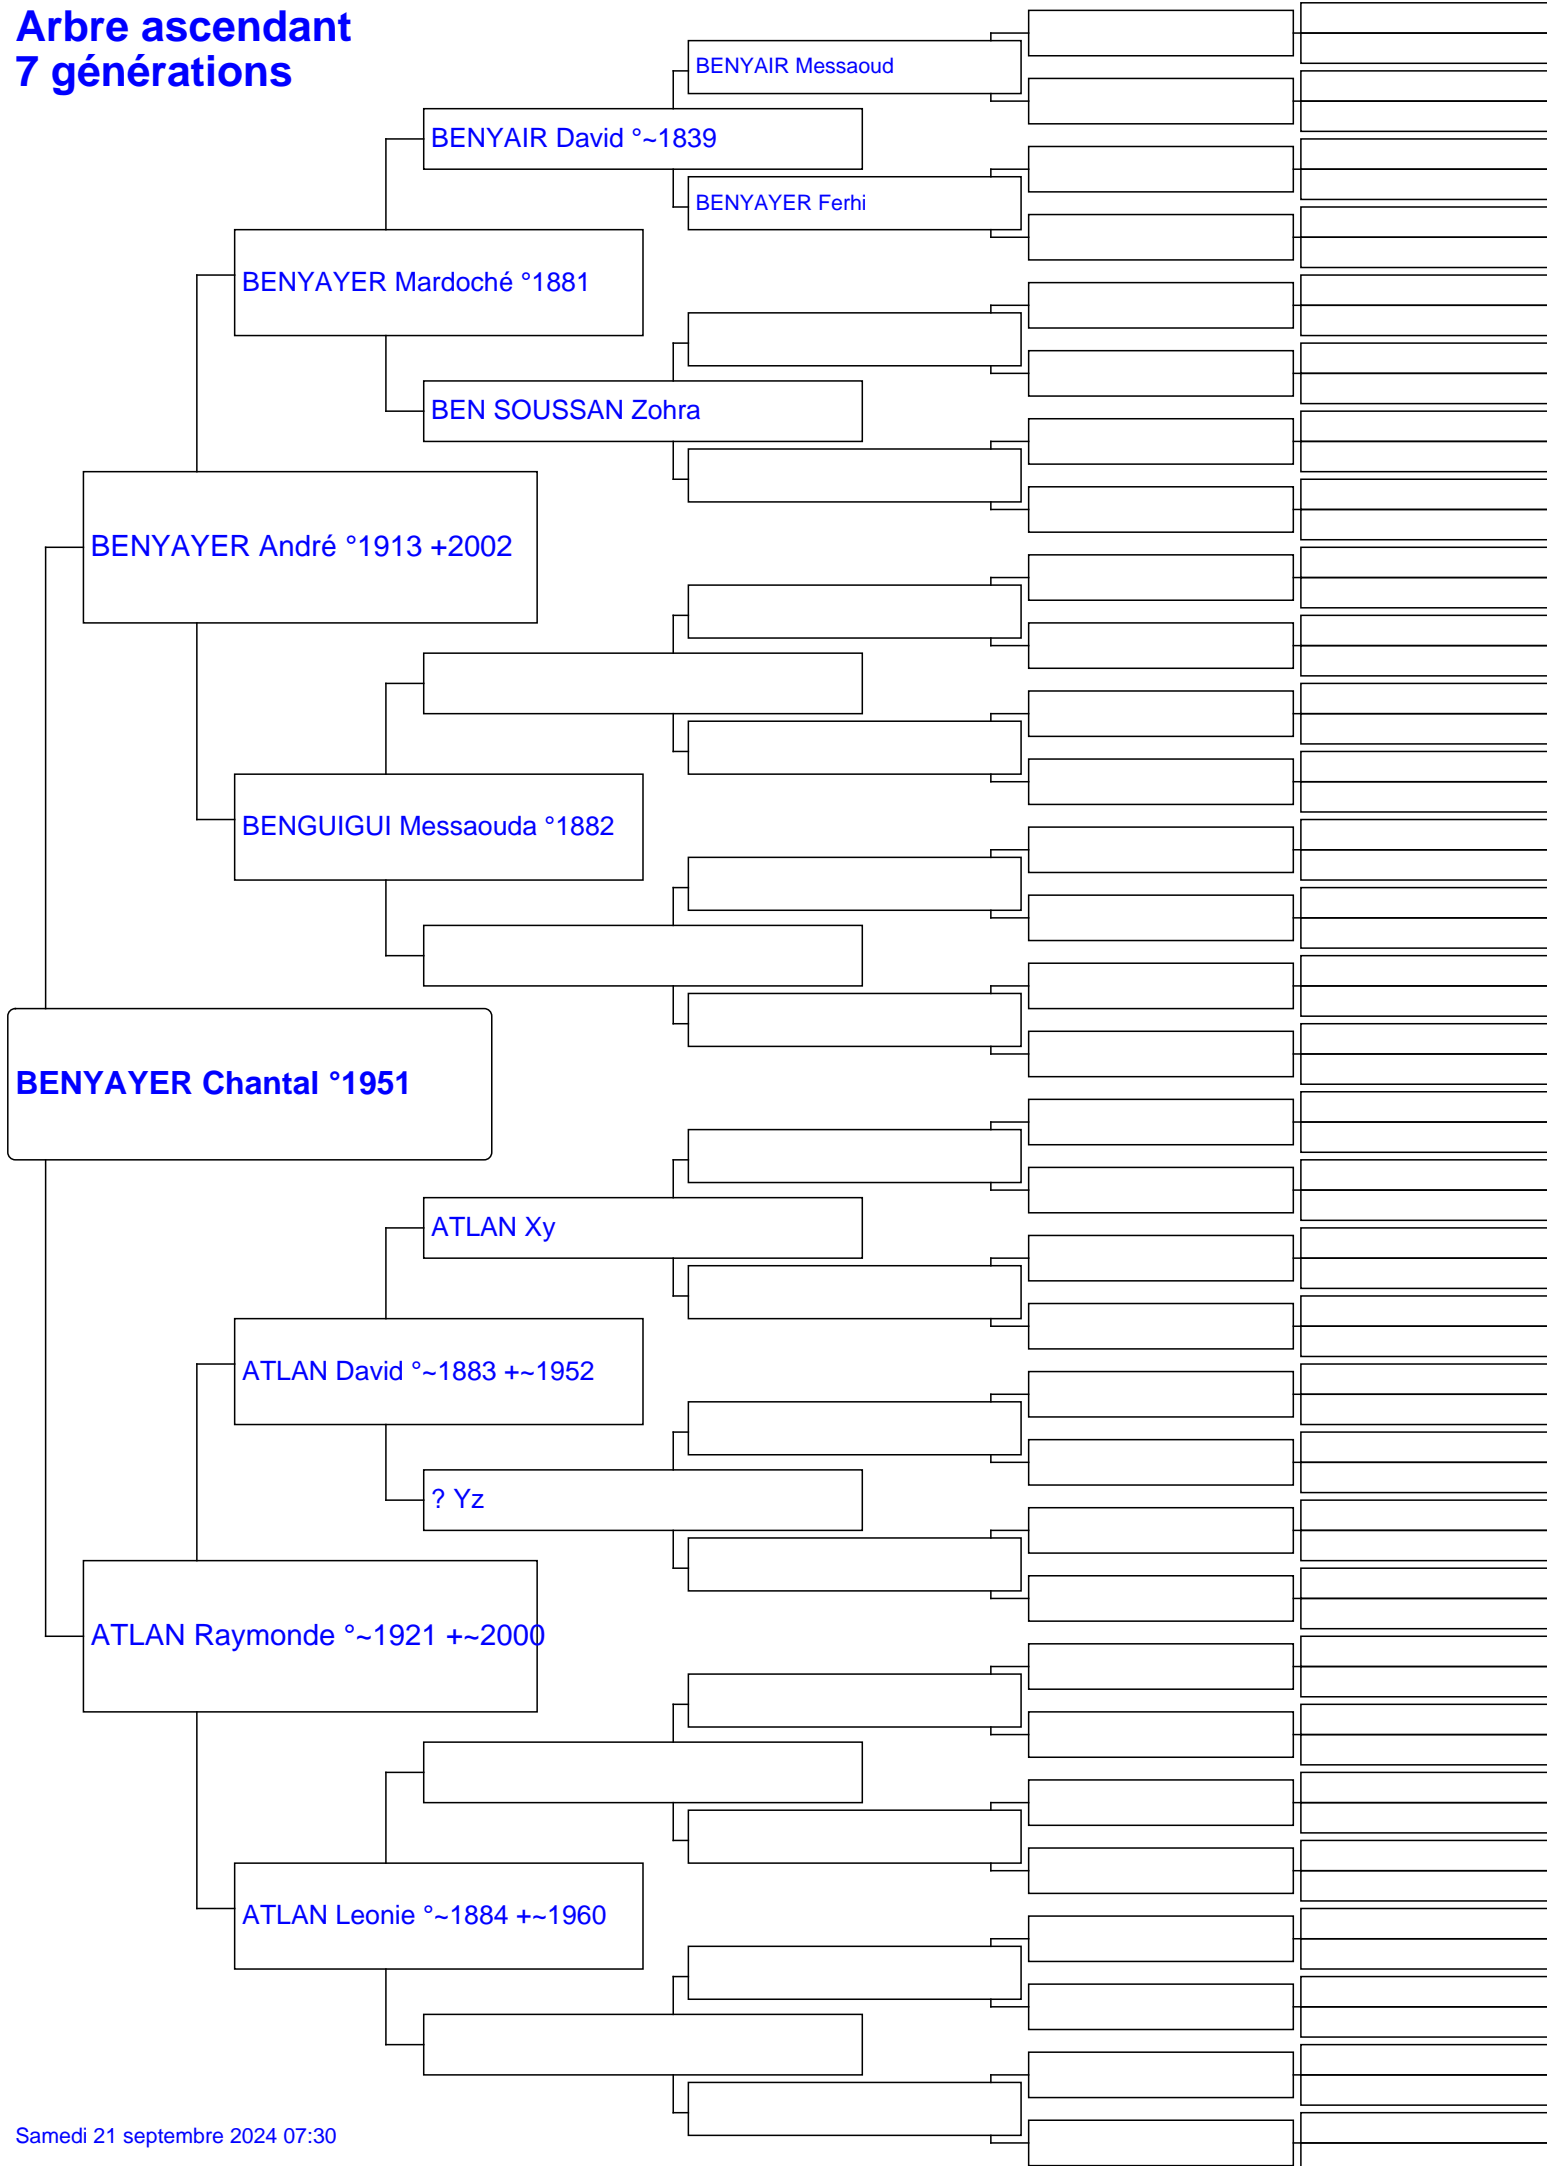 Arbre ascendant
7 générations
BENYAIR Messaoud
BENYAIR David °~1839
BENYAYER Ferhi
BENYAYER Mardoché °1881
BEN SOUSSAN Zohra
BENYAYER André °1913 +2002
BENGUIGUI Messaouda °1882
BENYAYER Chantal °1951
ATLAN Xy
ATLAN David °~1883 +~1952
? Yz
ATLAN Raymonde °~1921 +~2000
ATLAN Leonie °~1884 +~1960
Samedi 21 septembre 2024 07:30